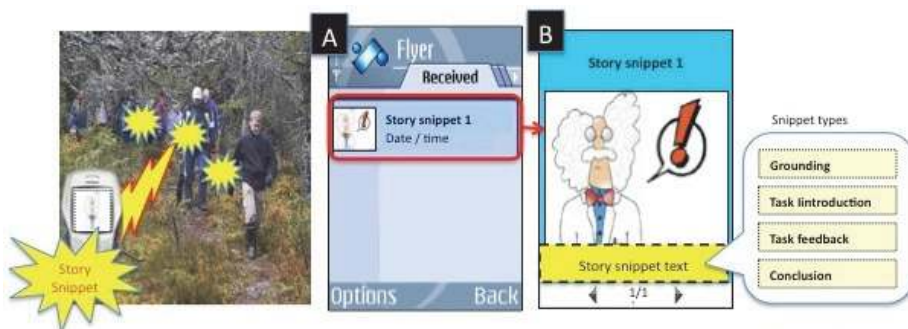 Story
Snippet
A
Flyer
Received
Story snippet 1
Date / time
Options
Back
B
Story snippet 1
Story snippet text
1/1
Snippet types
Grounding
Task Iintroduction
Task feedback
Conclusion